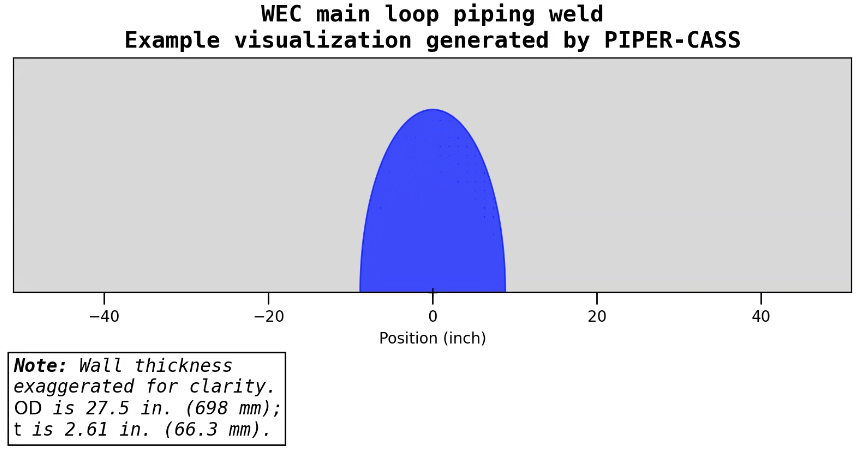 WEC main loop piping weld
Example visualization generated by PIPER-CASS
−40 −20 0 20 40
Position (inch)
Note: Wall thickness
exaggerated for clarity.
OD is 27.5 in. (698 mm);
t is 2.61 in. (66.3 mm).